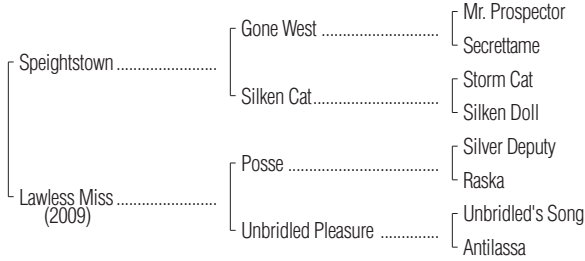 Mr. Prospector
Gone West ..............................
Secrettame
Speightstown .........................
Storm Cat
Silken Cat................................
Silken Doll
Silver Deputy
Posse ......................................
Raska
Lawless Miss .........................
(2009)
Unbridled's Song
Unbridled Pleasure ...............
Antilassa